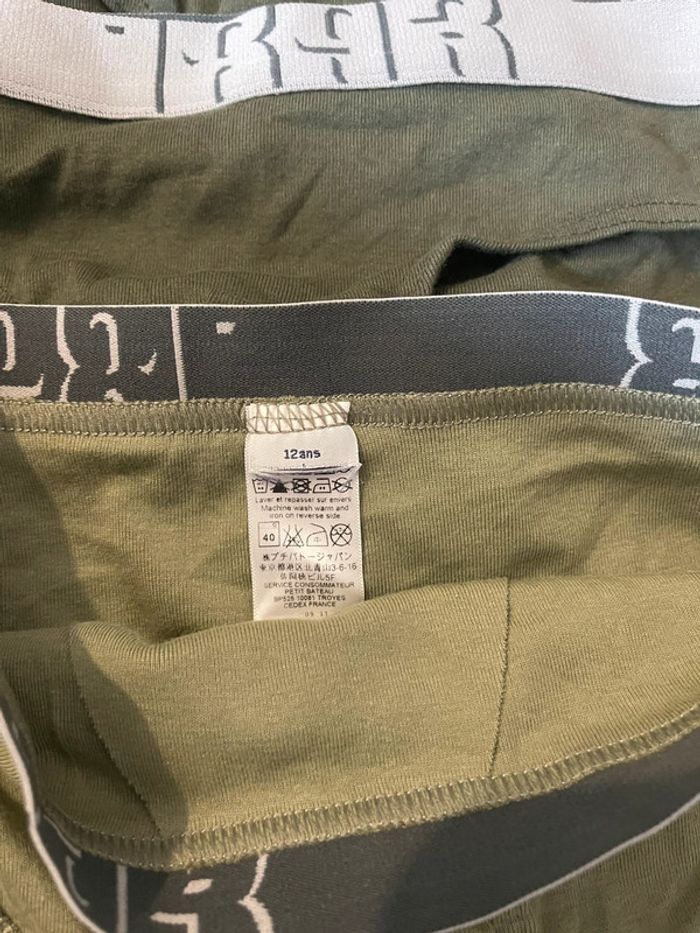 12ans
Laver et repasser sur envers
Machine wash warm and
iron on reverse side
40
㈱プチバトージャパン
東京都港区北青山3-6-16
SERVICE CONSOMMATEUR
PETIT BATEAU
BP525 10081 TROYES
CEDEX FRANCE
09 11